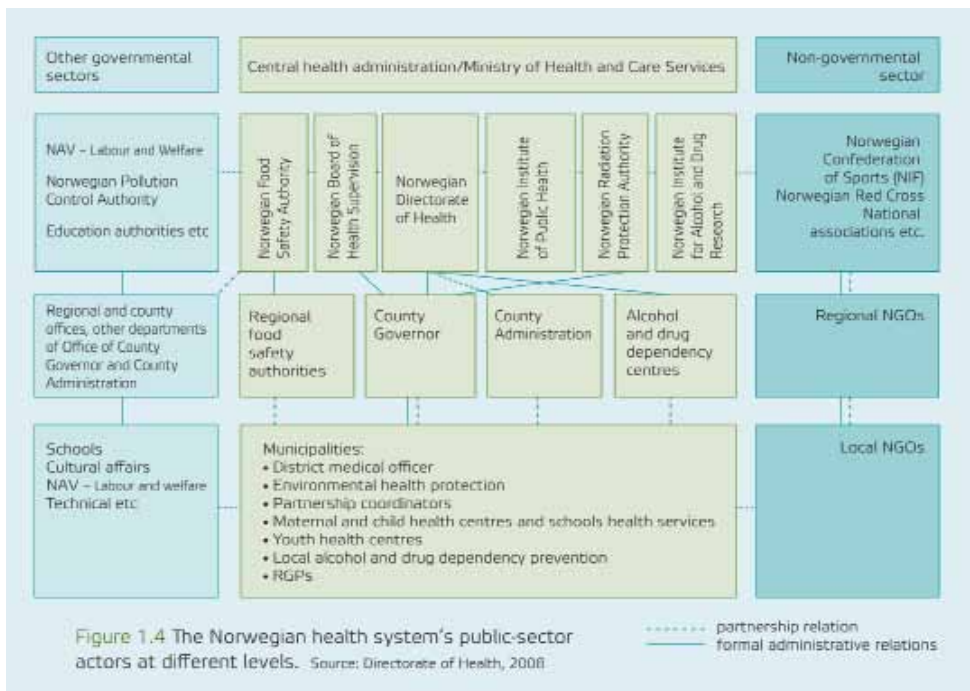 Other governmental
sectors
Central health administration/Ministry of Health and Care Services
Non-governmental
sector
NAV – Labour and Welfare
Norwegian Pollution
Control Authority
Education authorities etc
Norwegian Food
Safety Authority
Norwegian Board of
Health Supervision
Norwegian
Directorate
of Health
Norwegian Institute
of Public Health
Norwegian Radiation
Protection Authority
Norwegian Institute
for Alcohol and Drug
Research
Norwegian
Confederation
of Sports (NIF)
Norwegian Red Cross
National
associations etc.
Regional and county
offices, other departments
of Office of County
Governor and County
Administration
Regional
food
safety
authorities
County
Governor
County
Administration
Alcohol
and drug
dependency
centres
Regional NGOs
Schools
Cultural affairs
NAV – Labour and welfare
Technical etc
Municipalities:
• District medical officer
• Environmental health protection
• Partnership coordinators
• Maternal and child health centres and schools health services
• Youth health centres
• Local alcohol and drug dependency prevention
• RGPs
Local NGOs
Figure 1.4 The Norwegian health system's public-sector
actors at different levels. Source: Directorate of Health, 2008
partnership relation
formal administrative relations